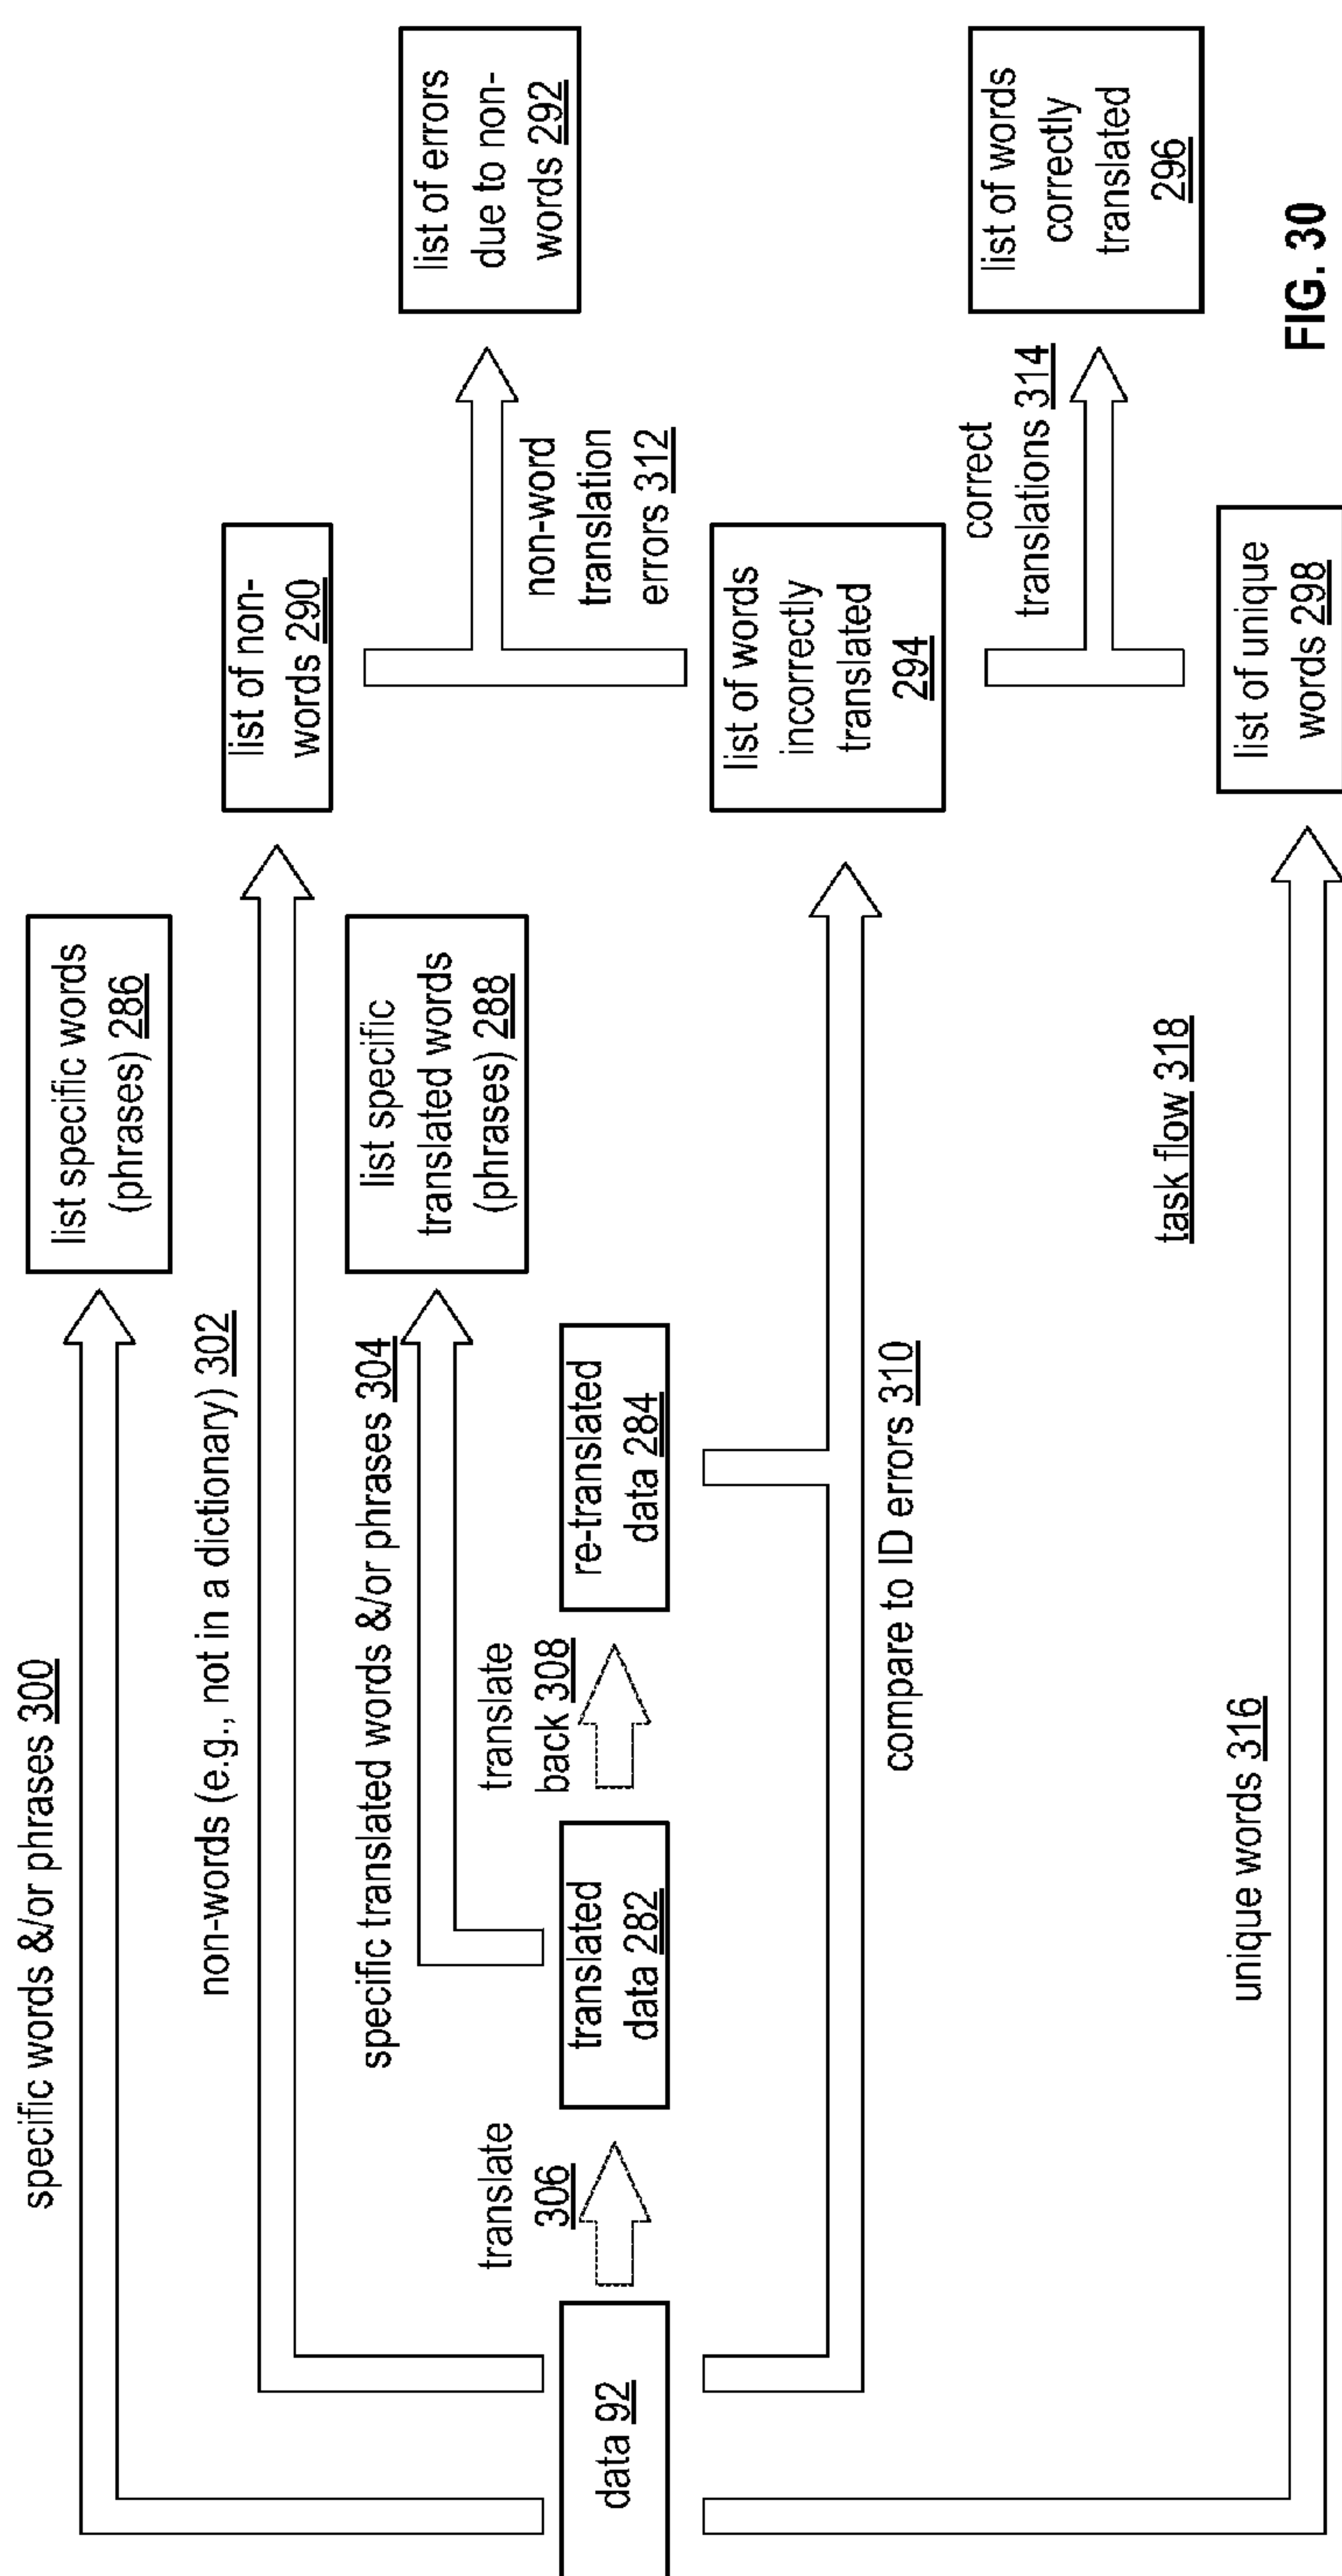 specific words &/or phrases 300
list specific words
(phrases) 286
non-words (e.g., not in a dictionary) 302
list of non-
words 290
list of errors
due to non-
words 292
specific translated words &/or phrases 304
list specific
translated words
(phrases) 288
non-word
translation
errors 312
data 92
translate
306
translated
data 282
translate
back 308
re-translated
data 284
list of words
incorrectly
translated
294
compare to ID errors 310
correct
translations 314
list of words
correctly
translated
296
task flow 318
unique words 316
list of unique
words 298
FIG. 30